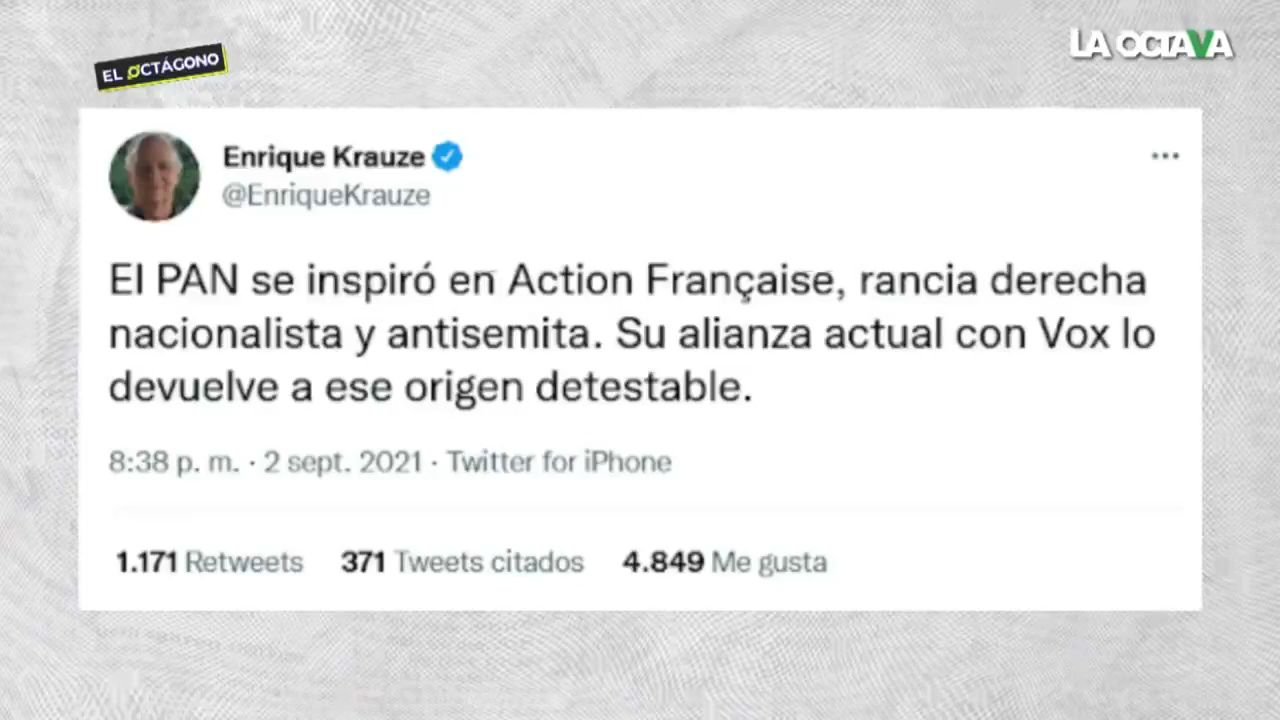 EL OCTÁGONO
LA OCTAVA
Enrique Krauze
@EnriqueKrauze
El PAN se inspiró en Action Française, rancia derecha
nacionalista y antisemita. Su alianza actual con Vox lo
devuelve a ese origen detestable.
8:38 p. m. · 2 sept. 2021 · Twitter for iPhone
1.171 Retweets 371 Tweets citados 4.849 Me gusta